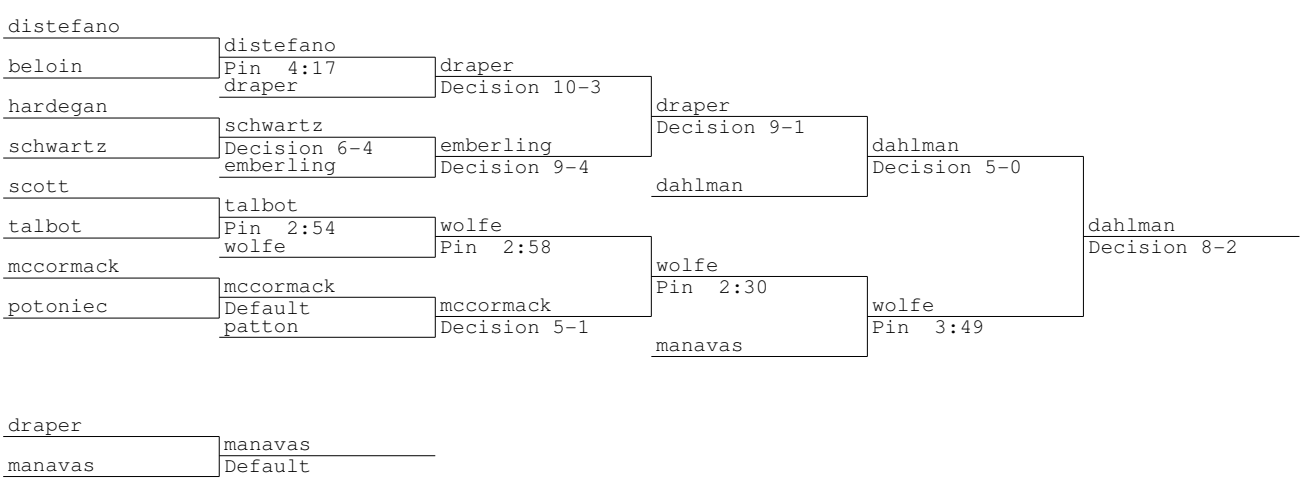 distefano
beloin
hardegan
schwartz
scott
talbot
mccormack
potoniec
distefano
Pin 4:17
draper
schwartz
Decision 6-4
emberling
talbot
Pin 2:54
wolfe
mccormack
Default
patton
draper
Decision 10-3
emberling
Decision 9-4
wolfe
Pin 2:58
mccormack
Decision 5-1
draper
Decision 9-1
dahlman
wolfe
Pin 2:30
manavas
dahlman
Decision 5-0
wolfe
Pin 3:49
dahlman
Decision 8-2
draper
manavas
manavas
Default